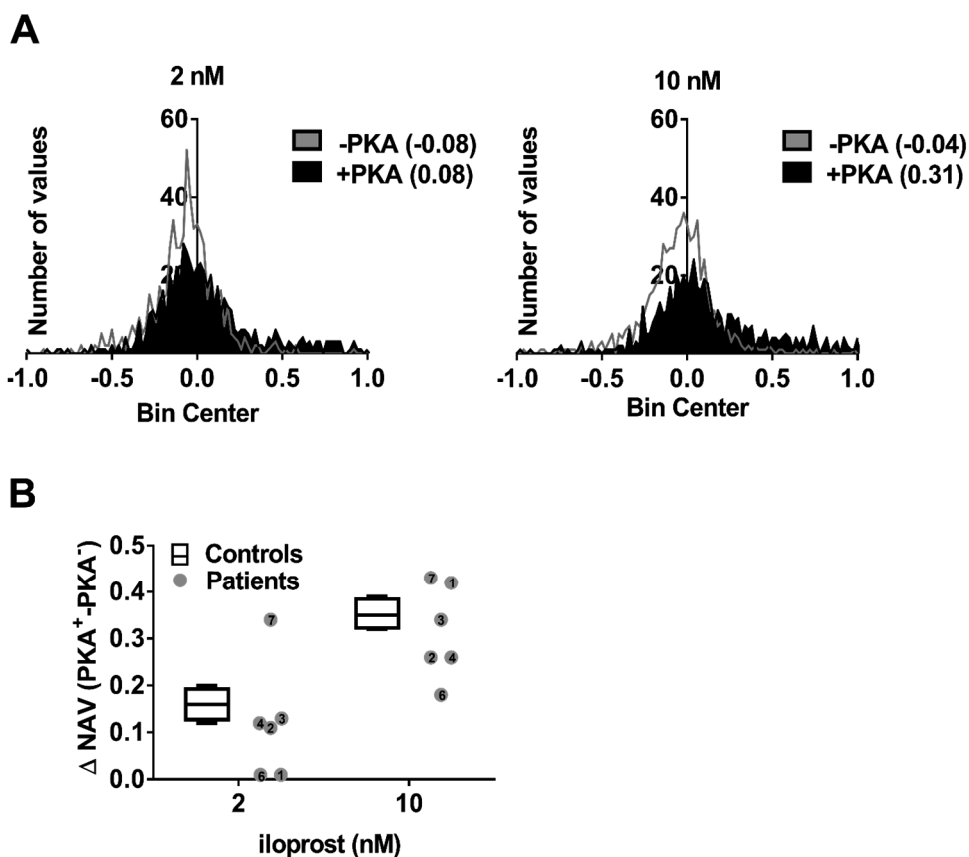 A
2 nM
60
40
20
Number of values
-PKA (-0.08)
+PKA (0.08)
-1.0 -0.5 0.0 0.5 1.0
Bin Center
10 nM
60
40
20
Number of values
-PKA (-0.04)
+PKA (0.31)
-1.0 -0.5 0.0 0.5 1.0
Bin Center
B
Δ NAV (PKA⁺-PKA⁻)
0.5
0.4
0.3
0.2
0.1
0.0
Controls
Patients
7
4 2 3
6 1
7 1
3
2 4
6
2 10
iloprost (nM)